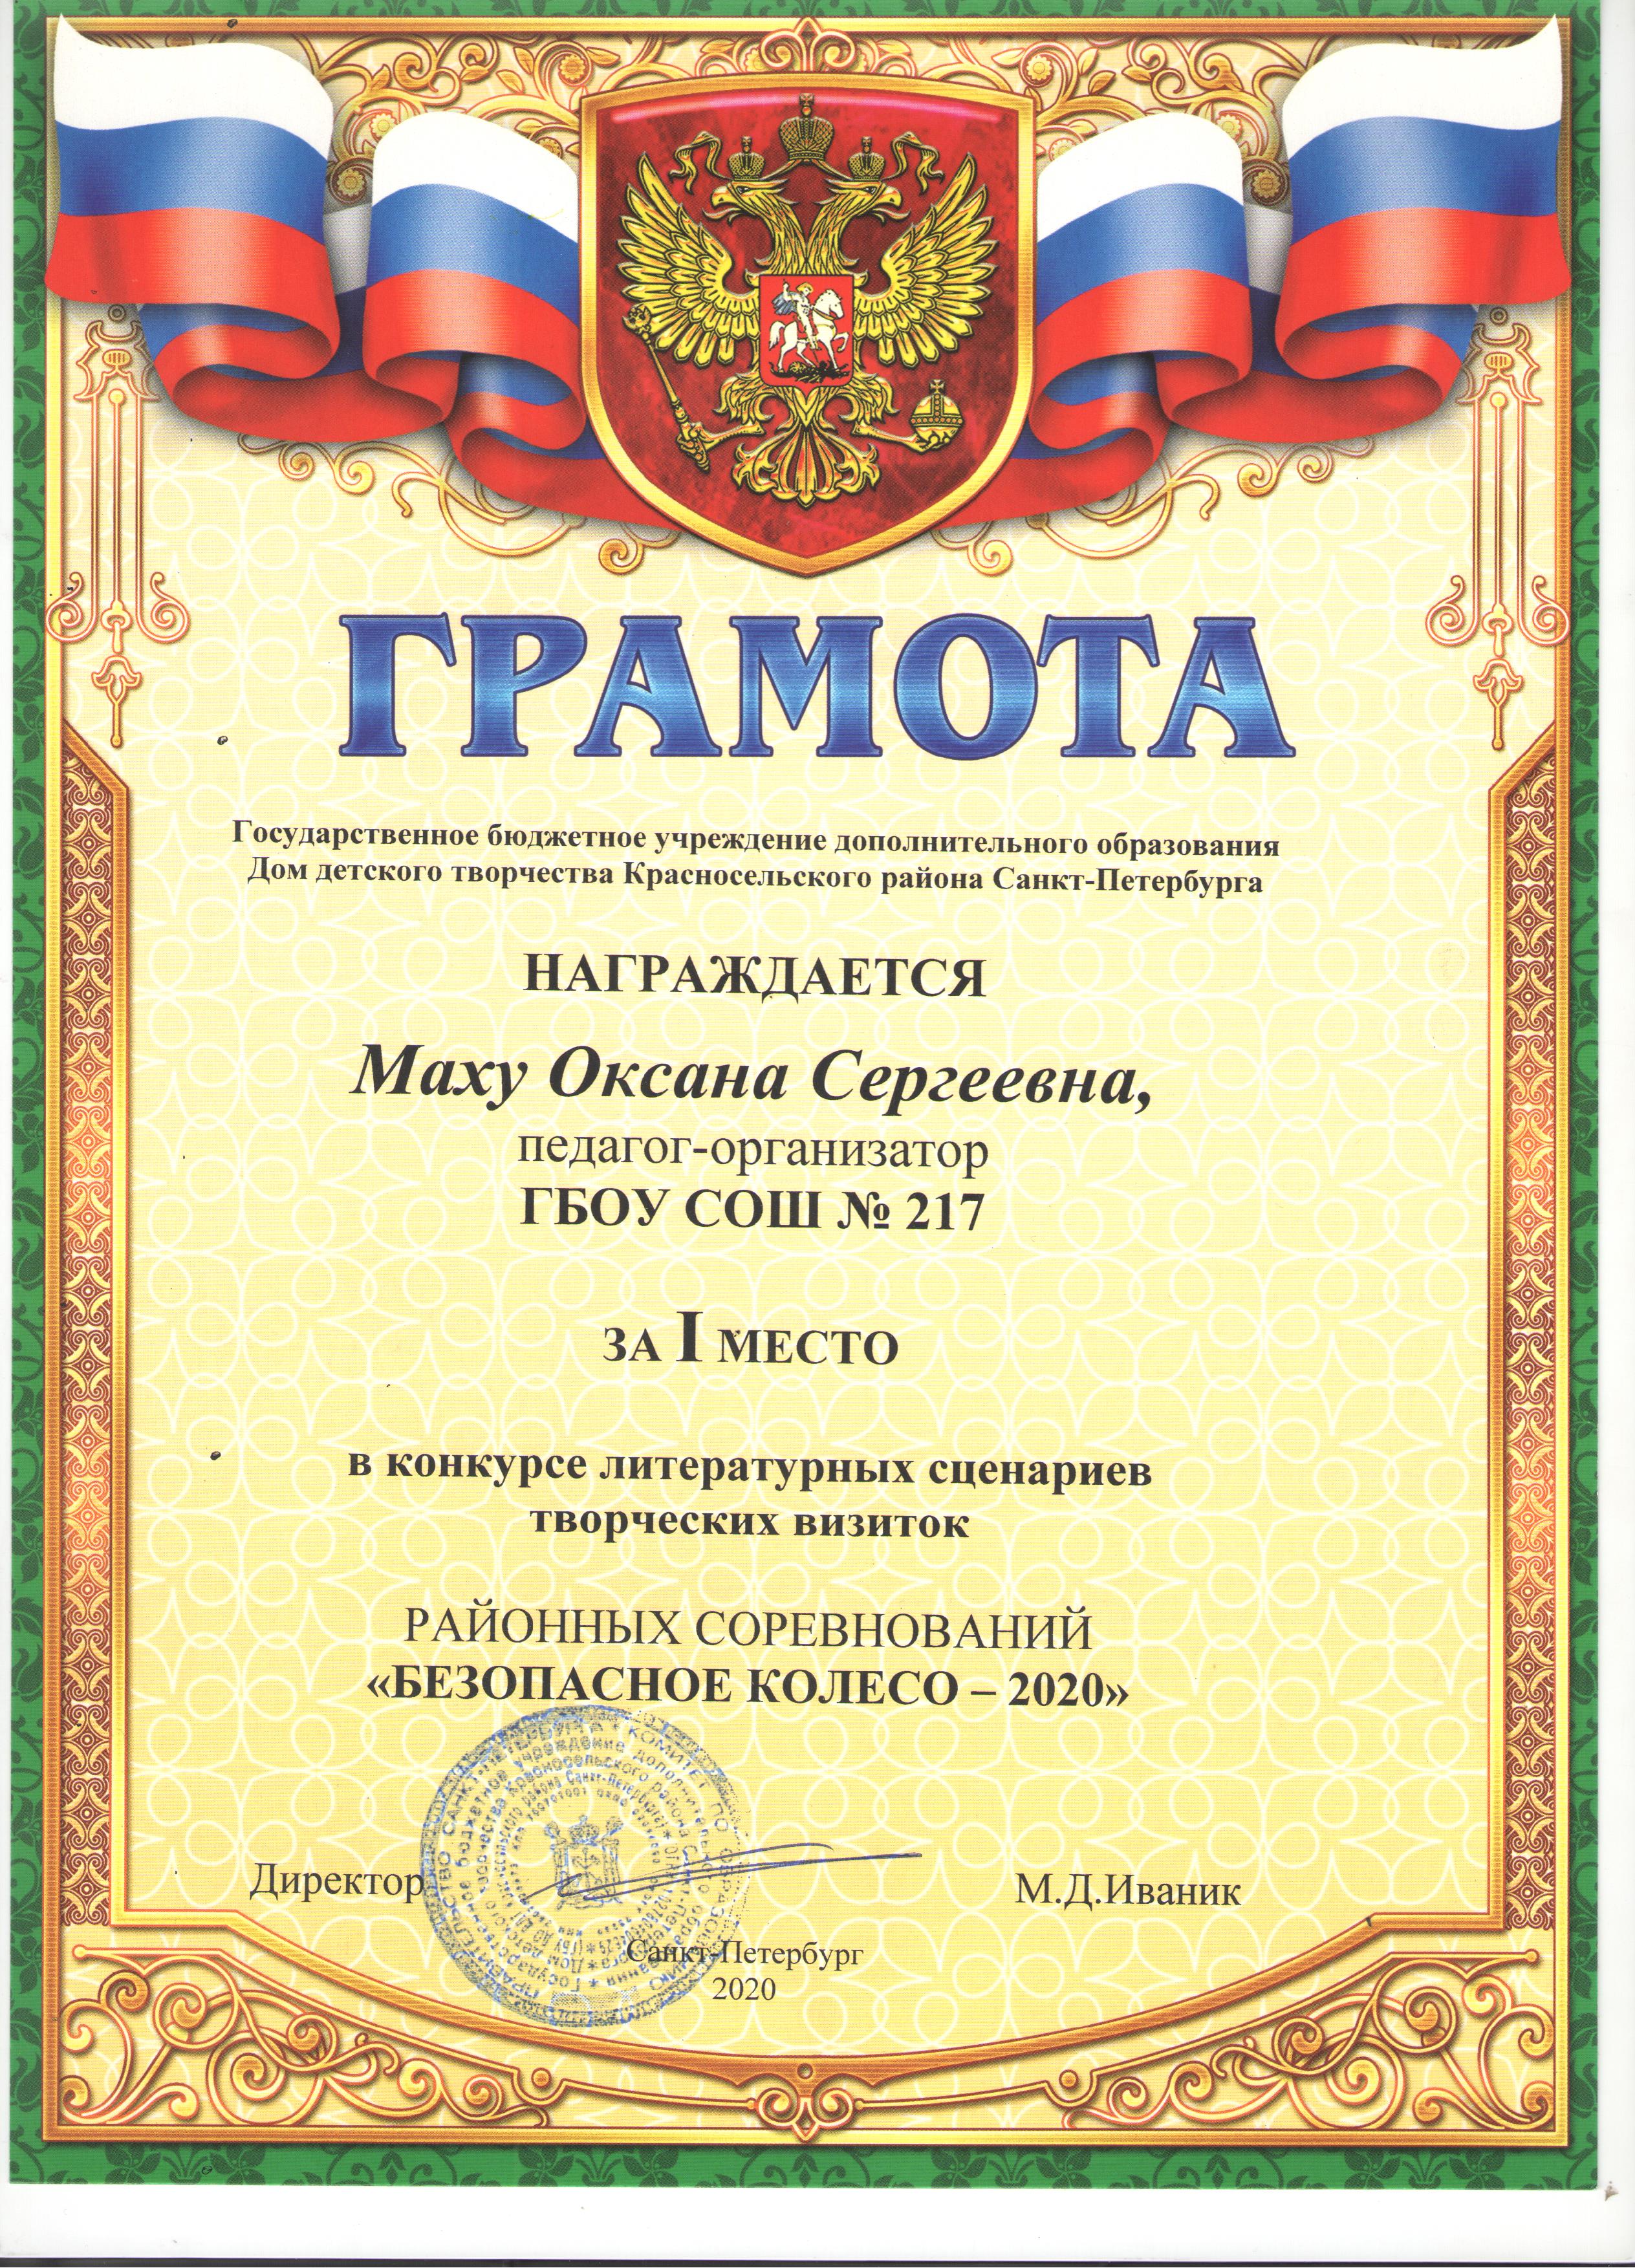 ГРАМОТА
Государственное бюджетное учреждение дополнительного образования
Дом детского творчества Красносельского района Санкт-Петербурга
НАГРАЖДАЕТСЯ
Маху Оксана Сергеевна,
педагог-организатор
ГБОУ СОШ № 217
ЗА I МЕСТО
в конкурсе литературных сценариев
творческих визиток
РАЙОННЫХ СОРЕВНОВАНИЙ
«БЕЗОПАСНОЕ КОЛЕСО – 2020»
Директор
М.Д.Иваник
Санкт-Петербург
2020